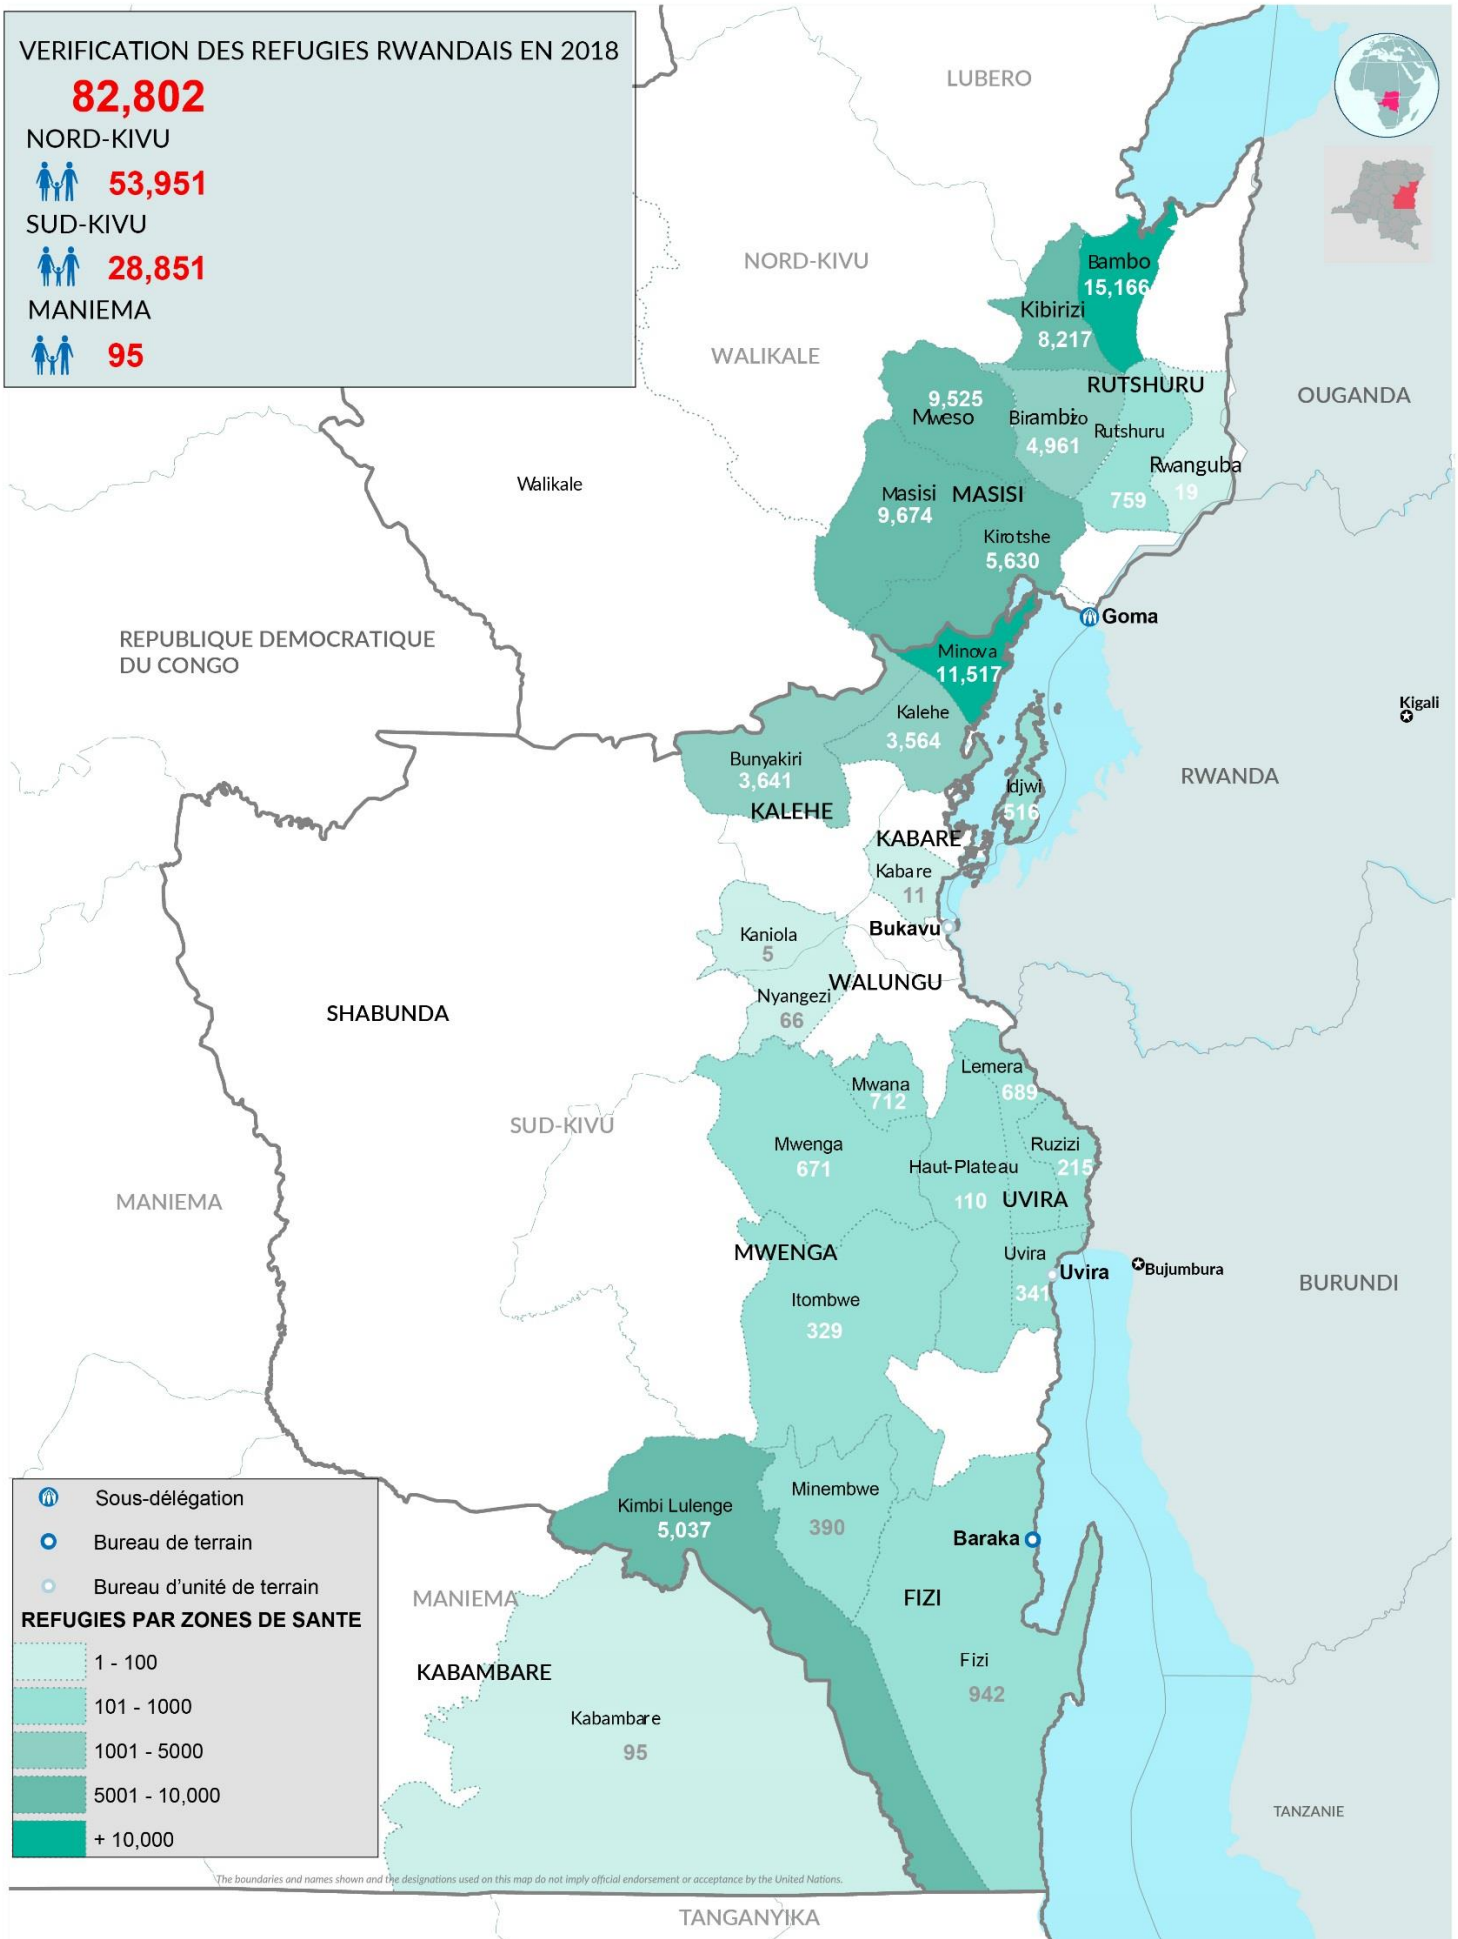 VERIFICATION DES REFUGIES RWANDAIS EN 2018
82,802
NORD-KIVU
53,951
SUD-KIVU
28,851
MANIEMA
95
LUBERO
NORD-KIVU
WALIKALE
Bambo
15,166
Kibirizi
8,217
RUTSHURU
OUGANDA
9,525
Mweso
Birambizo
4,961
Rutshuru
759
Rwanguba
19
Walikale
Masisi
9,674
MASISI
Kirotshe
5,630
Goma
REPUBLIQUE DEMOCRATIQUE
DU CONGO
Minova
11,517
Kigali
Kalehe
3,564
Bunyakiri
3,641
KALEHE
RWANDA
Idjwi
516
KABARE
Kabare
11
Bukavu
Kaniola
5
WALUNGU
Nyangezi
66
SHABUNDA
Lemera
689
Mwana
712
SUD-KIVU
Mwenga
671
Ruzizi
215
Haut-Plateau
110
UVIRA
MANIEMA
MWENGA
Uvira
341
Uvira
Bujumbura
BURUNDI
Itombwe
329
Minembwe
390
Kimbi Lulenge
5,037
Baraka
FIZI
MANIEMA
KABAMBARE
Fizi
942
Kabambare
95
TANZANIE
Sous-délégation
Bureau de terrain
Bureau d'unité de terrain
REFUGIES PAR ZONES DE SANTE
1 - 100
101 - 1000
1001 - 5000
5001 - 10,000
+ 10,000
The boundaries and names shown and the designations used on this map do not imply official endorsement or acceptance by the United Nations.
TANGANYIKA